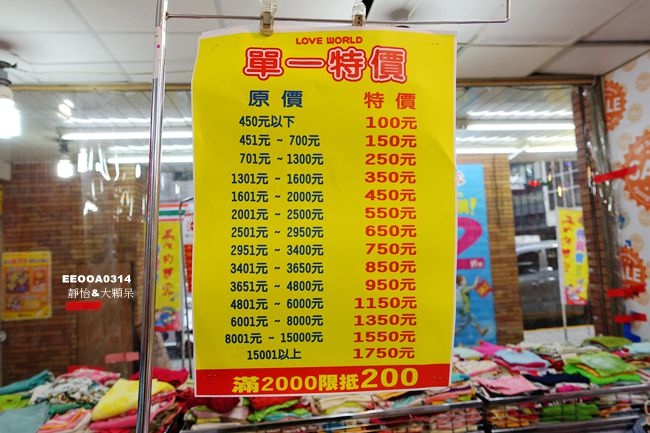 LOVE WORLD
單一特價
原價 特價
450元以下 100元
451元 ~ 700元 150元
701元 ~ 1300元 250元
1301元 ~ 1600元 350元
1601元 ~ 2000元 450元
2001元 ~ 2500元 550元
2501元 ~ 2950元 650元
2951元 ~ 3400元 750元
3401元 ~ 3650元 850元
3651元 ~ 4800元 950元
4801元 ~ 6000元 1150元
6001元 ~ 8000元 1350元
8001元 ~ 15000元 1550元
15001以上 1750元
滿2000限抵200
EEOOA0314
靜怡&大顆呆